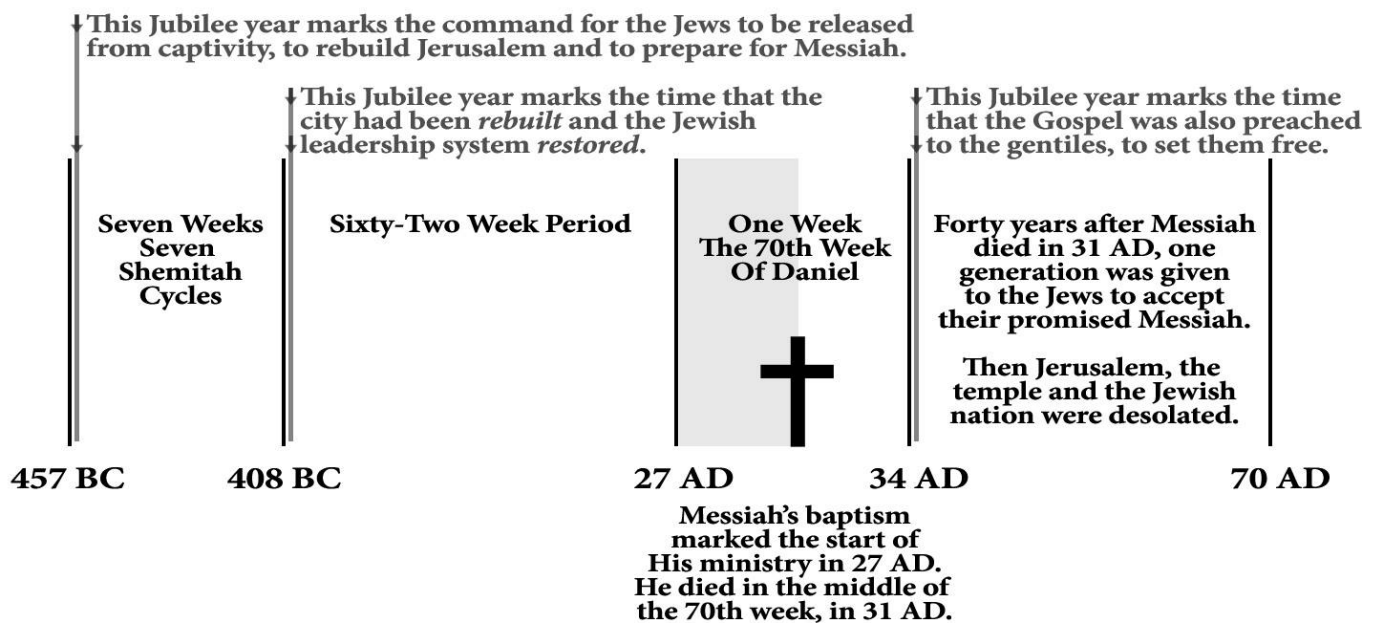 This Jubilee year marks the command for the Jews to be released
from captivity, to rebuild Jerusalem and to prepare for Messiah.
This Jubilee year marks the time that the
city had been rebuilt and the Jewish
leadership system restored.
This Jubilee year marks the time
that the Gospel was also preached
to the gentiles, to set them free.
Seven Weeks
Seven
Shemitah
Cycles
Sixty-Two Week Period
One Week
The 70th Week
Of Daniel
Forty years after Messiah
died in 31 AD, one
generation was given
to the Jews to accept
their promised Messiah.
Then Jerusalem, the
temple and the Jewish
nation were desolated.
457 BC
408 BC
27 AD
34 AD
70 AD
Messiah's baptism
marked the start of
His ministry in 27 AD.
He died in the middle of
the 70th week, in 31 AD.